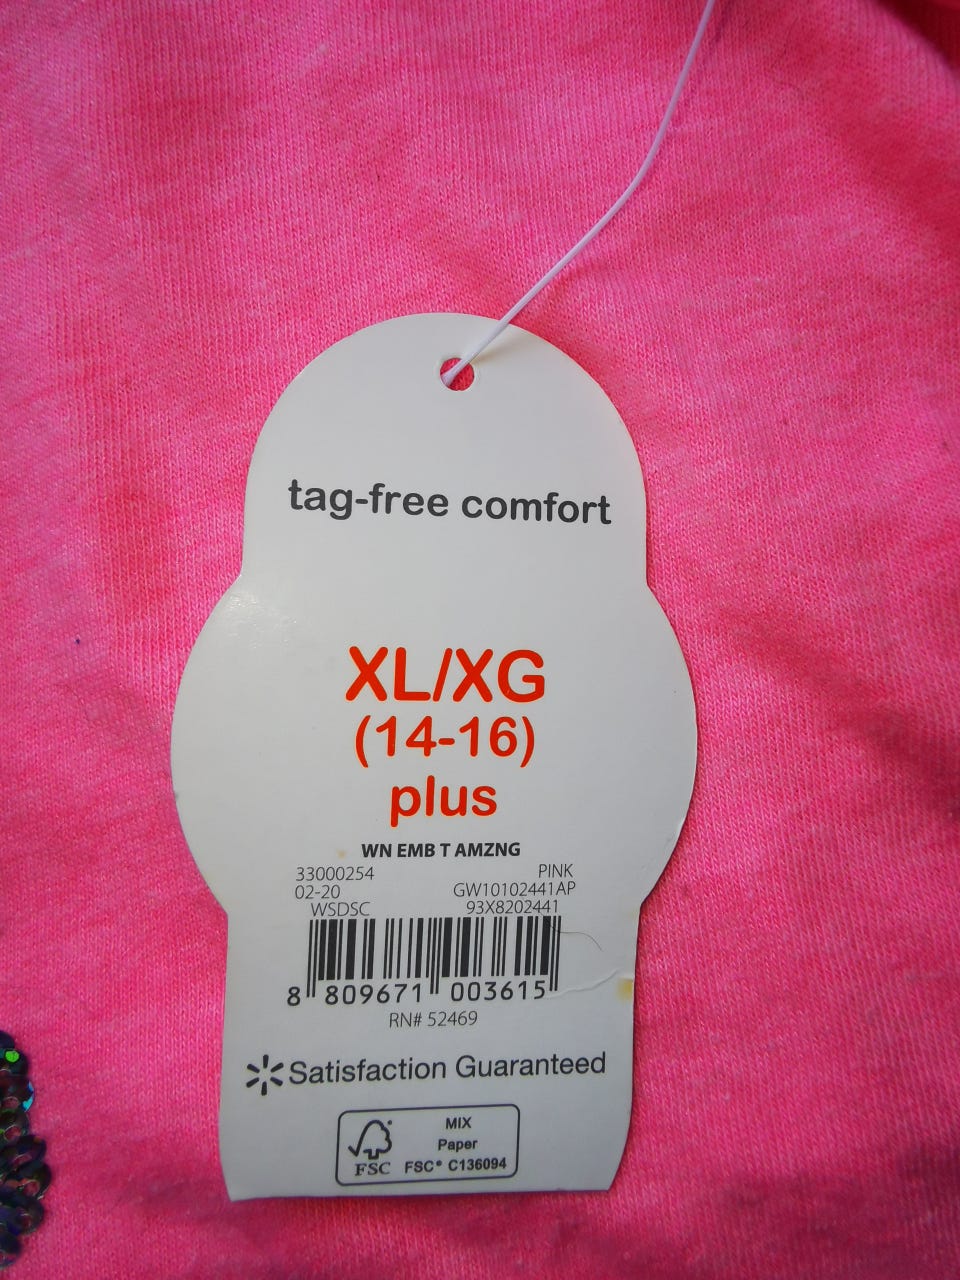 tag-free comfort
XL/XG
(14-16)
plus
WN EMB T AMZNG
33000254 PINK
02-20 GW10102441AP
WSDSC 93X8202441
8 809671 003615
RN# 52469
Satisfaction Guaranteed
MIX
Paper
FSC FSC® C136094